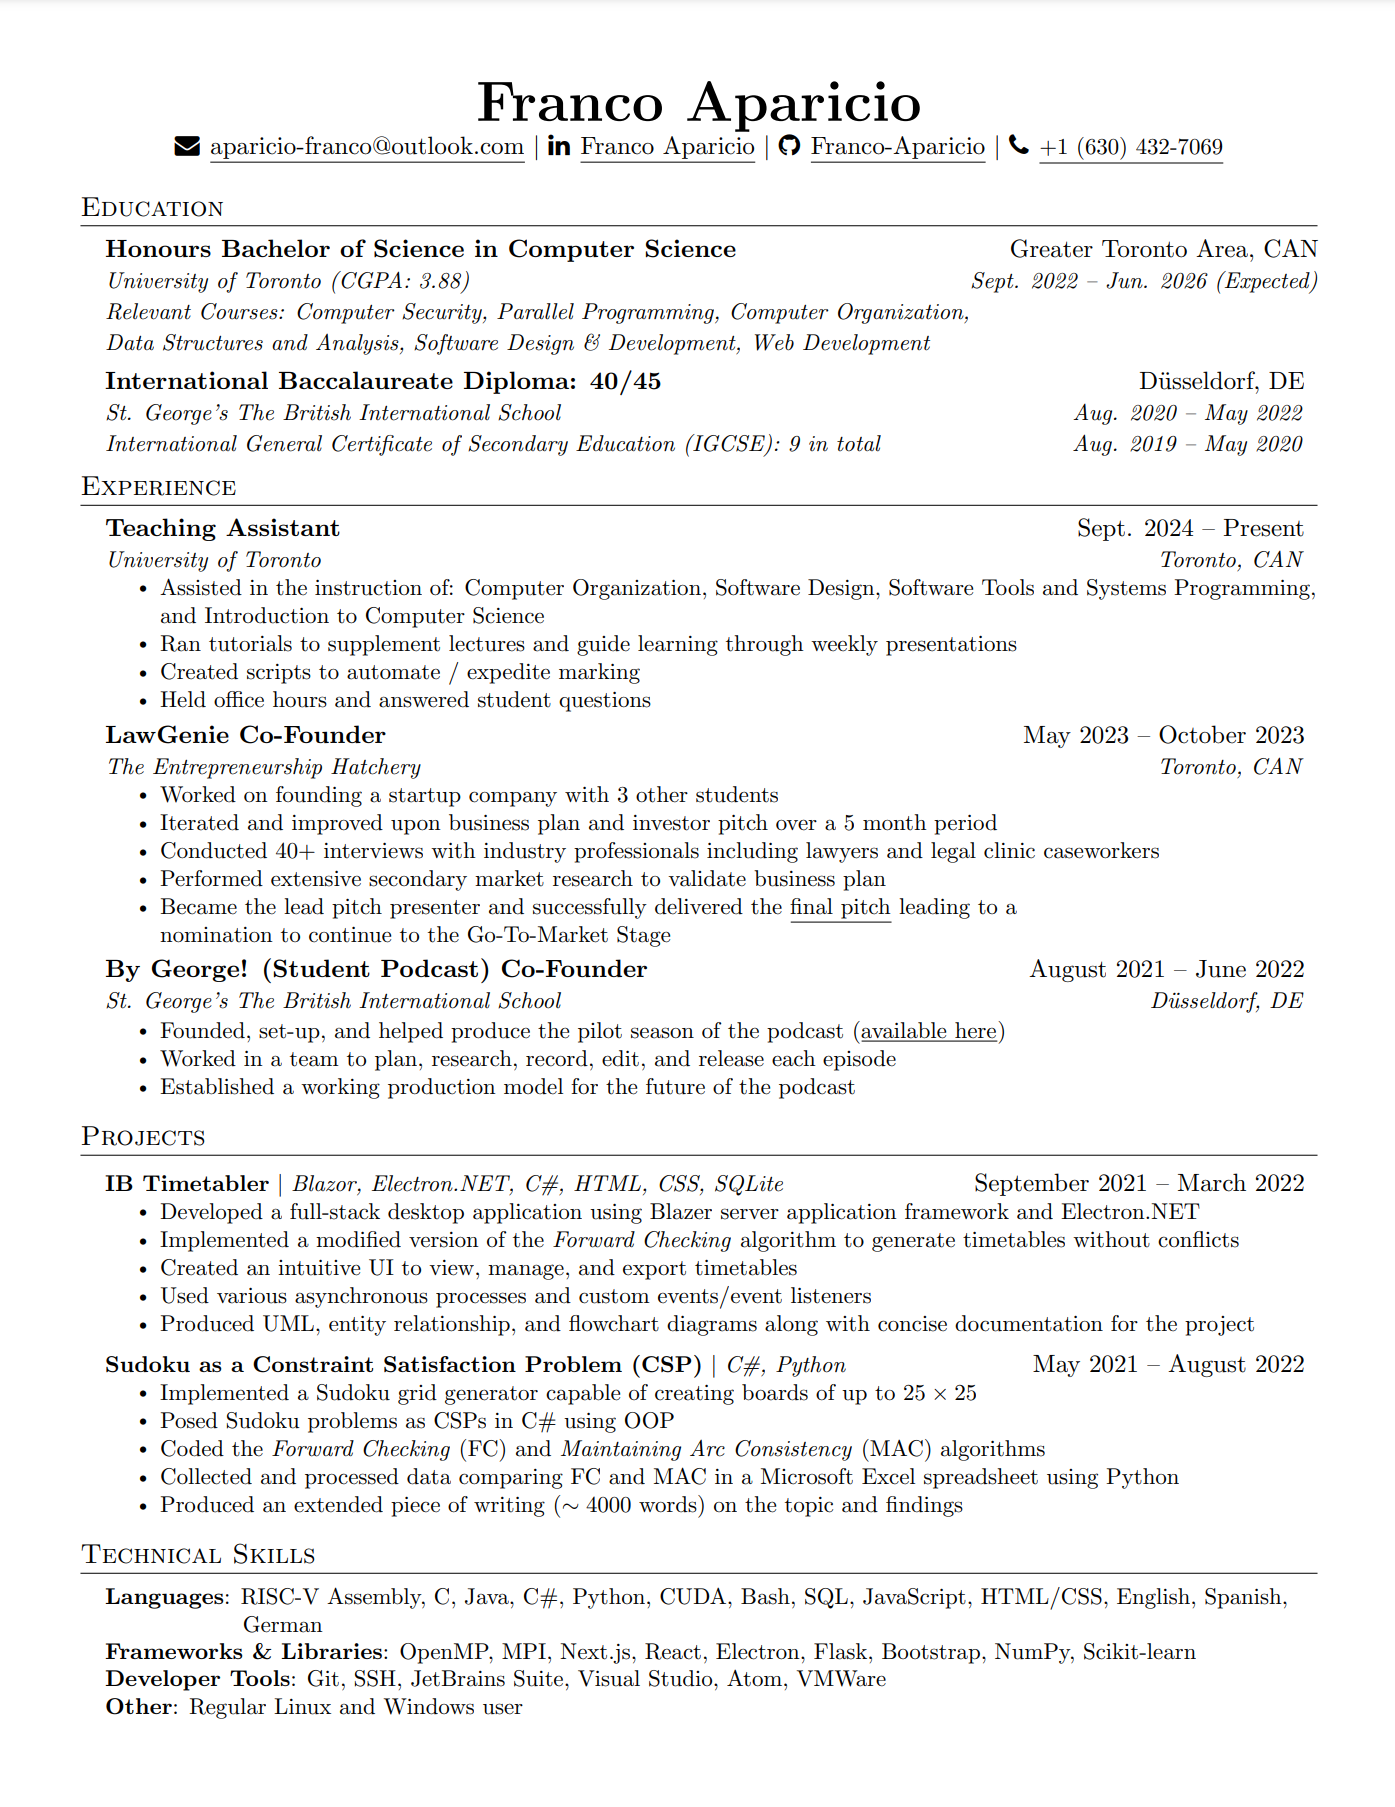 Franco Aparicio
aparicio-franco@outlook.com | Franco Aparicio | Franco-Aparicio | +1 (630) 432-7069
Education
Honours Bachelor of Science in Computer Science Greater Toronto Area, CAN
University of Toronto (CGPA: 3.88) Sept. 2022 – Jun. 2026 (Expected)
Relevant Courses: Computer Security, Parallel Programming, Computer Organization,
Data Structures and Analysis, Software Design & Development, Web Development
International Baccalaureate Diploma: 40/45 Düsseldorf, DE
St. George's The British International School Aug. 2020 – May 2022
International General Certificate of Secondary Education (IGCSE): 9 in total Aug. 2019 – May 2020
Experience
Teaching Assistant Sept. 2024 – Present
University of Toronto Toronto, CAN
• Assisted in the instruction of: Computer Organization, Software Design, Software Tools and Systems Programming,
and Introduction to Computer Science
• Ran tutorials to supplement lectures and guide learning through weekly presentations
• Created scripts to automate / expedite marking
• Held office hours and answered student questions
LawGenie Co-Founder May 2023 – October 2023
The Entrepreneurship Hatchery Toronto, CAN
• Worked on founding a startup company with 3 other students
• Iterated and improved upon business plan and investor pitch over a 5 month period
• Conducted 40+ interviews with industry professionals including lawyers and legal clinic caseworkers
• Performed extensive secondary market research to validate business plan
• Became the lead pitch presenter and successfully delivered the final pitch leading to a
nomination to continue to the Go-To-Market Stage
By George! (Student Podcast) Co-Founder August 2021 – June 2022
St. George's The British International School Düsseldorf, DE
• Founded, set-up, and helped produce the pilot season of the podcast (available here)
• Worked in a team to plan, research, record, edit, and release each episode
• Established a working production model for the future of the podcast
Projects
IB Timetabler | Blazor, Electron.NET, C#, HTML, CSS, SQLite September 2021 – March 2022
• Developed a full-stack desktop application using Blazer server application framework and Electron.NET
• Implemented a modified version of the Forward Checking algorithm to generate timetables without conflicts
• Created an intuitive UI to view, manage, and export timetables
• Used various asynchronous processes and custom events/event listeners
• Produced UML, entity relationship, and flowchart diagrams along with concise documentation for the project
Sudoku as a Constraint Satisfaction Problem (CSP) | C#, Python May 2021 – August 2022
• Implemented a Sudoku grid generator capable of creating boards of up to 25 × 25
• Posed Sudoku problems as CSPs in C# using OOP
• Coded the Forward Checking (FC) and Maintaining Arc Consistency (MAC) algorithms
• Collected and processed data comparing FC and MAC in a Microsoft Excel spreadsheet using Python
• Produced an extended piece of writing (∼ 4000 words) on the topic and findings
Technical Skills
Languages: RISC-V Assembly, C, Java, C#, Python, CUDA, Bash, SQL, JavaScript, HTML/CSS, English, Spanish,
German
Frameworks & Libraries: OpenMP, MPI, Next.js, React, Electron, Flask, Bootstrap, NumPy, Scikit-learn
Developer Tools: Git, SSH, JetBrains Suite, Visual Studio, Atom, VMWare
Other: Regular Linux and Windows user